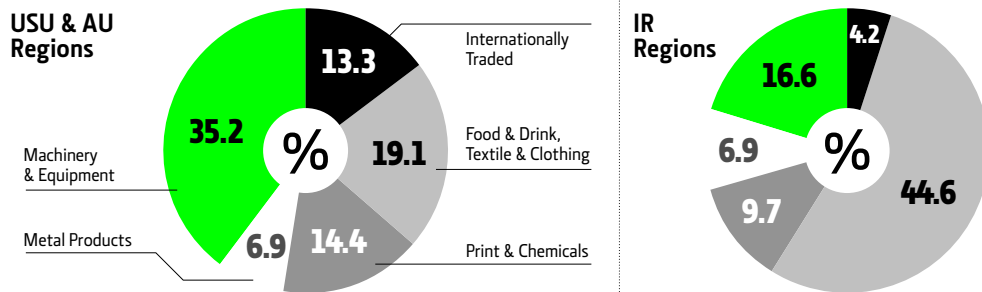 USU & AU
Regions
13.3
Internationally
Traded
35.2
%
19.1
Food & Drink,
Textile & Clothing
Machinery
& Equipment
Metal Products
6.9
14.4
Print & Chemicals
IR
Regions
4.2
16.6
6.9
%
44.6
9.7